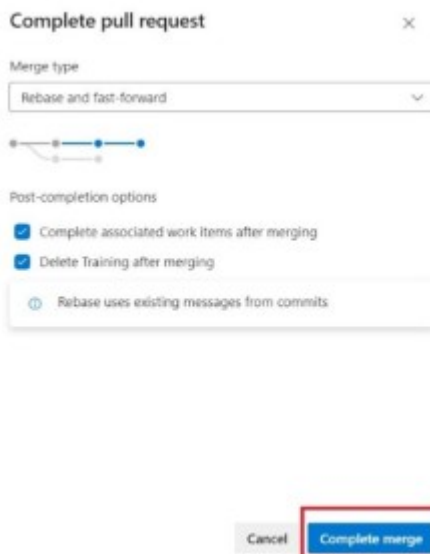 Complete pull request
Merge type
Rebase and fast-forward
Post-completion options
Complete associated work items after merging
Delete Training after merging
Rebase uses existing messages from commits
Cancel
Complete merge